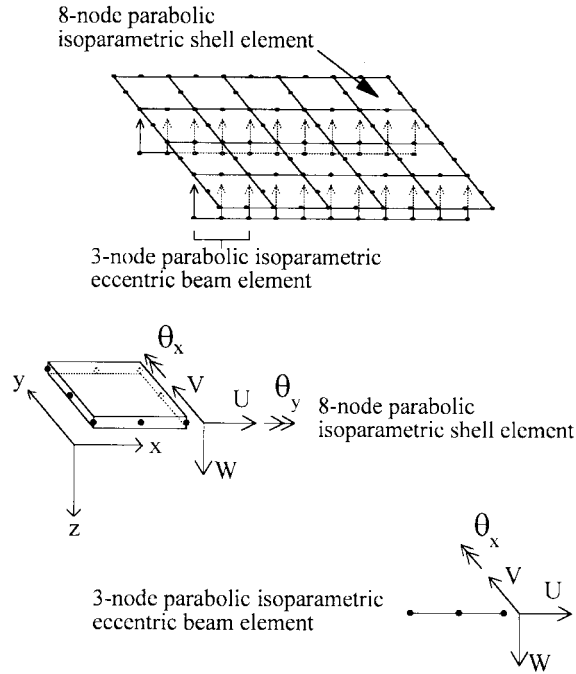 8-node parabolic
isoparametric shell element
3-node parabolic isoparametric
eccentric beam element
θx
y
V
U
θy
8-node parabolic
isoparametric shell element
x
W
z
θx
V
U
3-node parabolic isoparametric
eccentric beam element
W